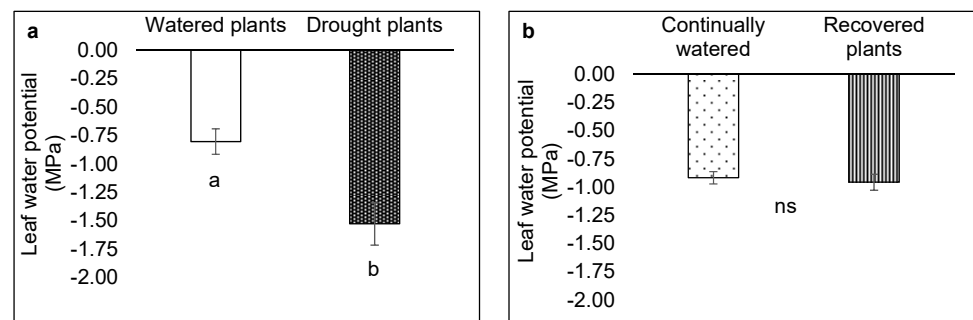 a
Watered plants
Drought plants
Leaf water potential
(MPa)
0.00
-0.25
-0.50
-0.75
-1.00
-1.25
-1.50
-1.75
-2.00
a
b
b
Continually
watered
Recovered
plants
Leaf water potential
(MPa)
0.00
-0.25
-0.50
-0.75
-1.00
-1.25
-1.50
-1.75
-2.00
ns